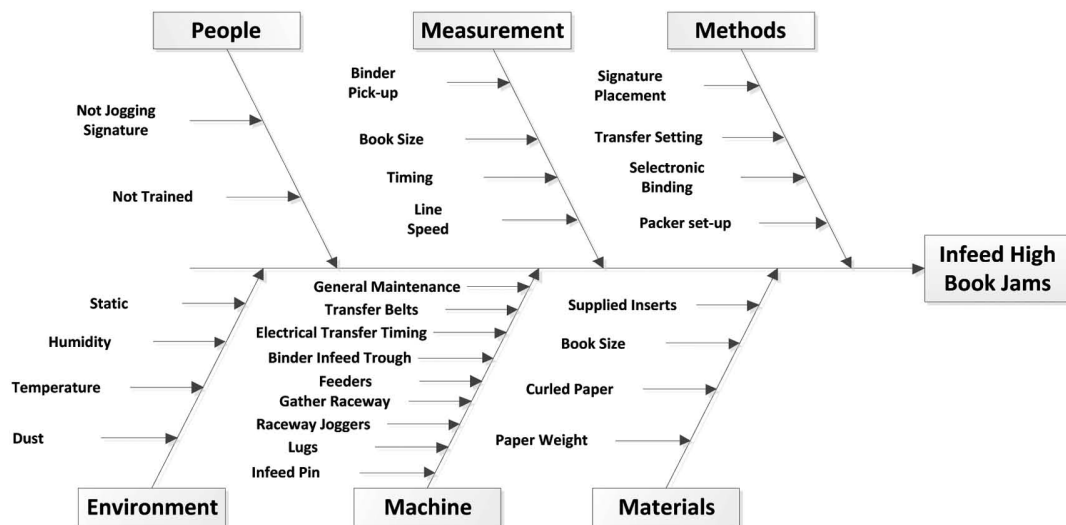 People
Measurement
Methods
Not Jogging
Signature
Not Trained
Binder
Pick-up
Book Size
Timing
Line
Speed
Signature
Placement
Transfer Setting
Selectronic
Binding
Packer set-up
Infeed High
Book Jams
Static
Humidity
Temperature
Dust
General Maintenance
Transfer Belts
Electrical Transfer Timing
Binder Infeed Trough
Feeders
Gather Raceway
Raceway Joggers
Lugs
Infeed Pin
Supplied Inserts
Book Size
Curled Paper
Paper Weight
Environment
Machine
Materials